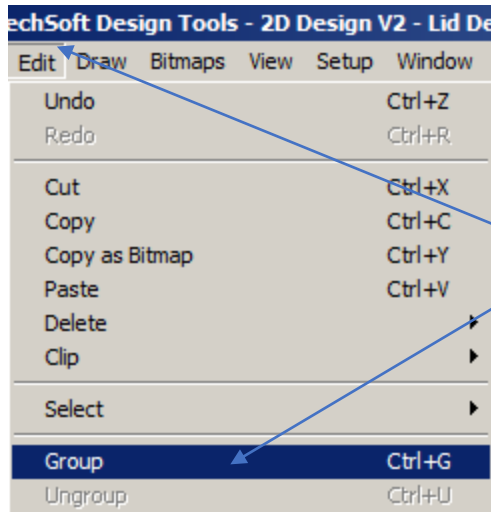 echSoft Design Tools - 2D Design V2 - Lid De
Edit Draw Bitmaps View Setup Window
Undo Ctrl+Z
Redo Ctrl+R
Cut Ctrl+X
Copy Ctrl+C
Copy as Bitmap Ctrl+Y
Paste Ctrl+V
Delete
Clip
Select
Group Ctrl+G
Ungroup Ctrl+U